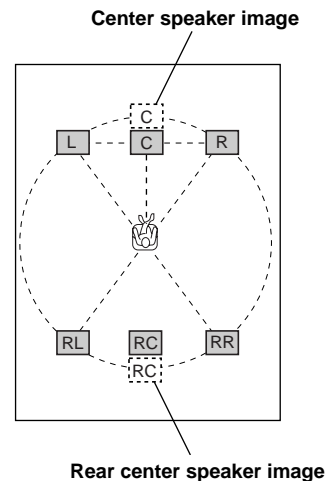 Center speaker image
C
L C R
RL RC RR
RC
Rear center speaker image